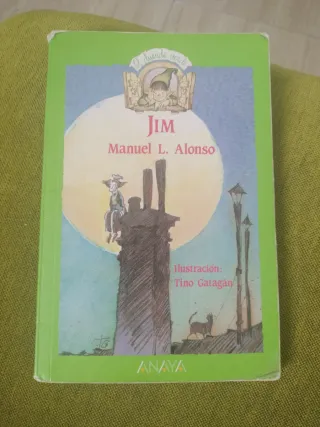 El duende verde
JIM
Manuel L. Alonso
Ilustración:
Tino Gatagán
ANAYA